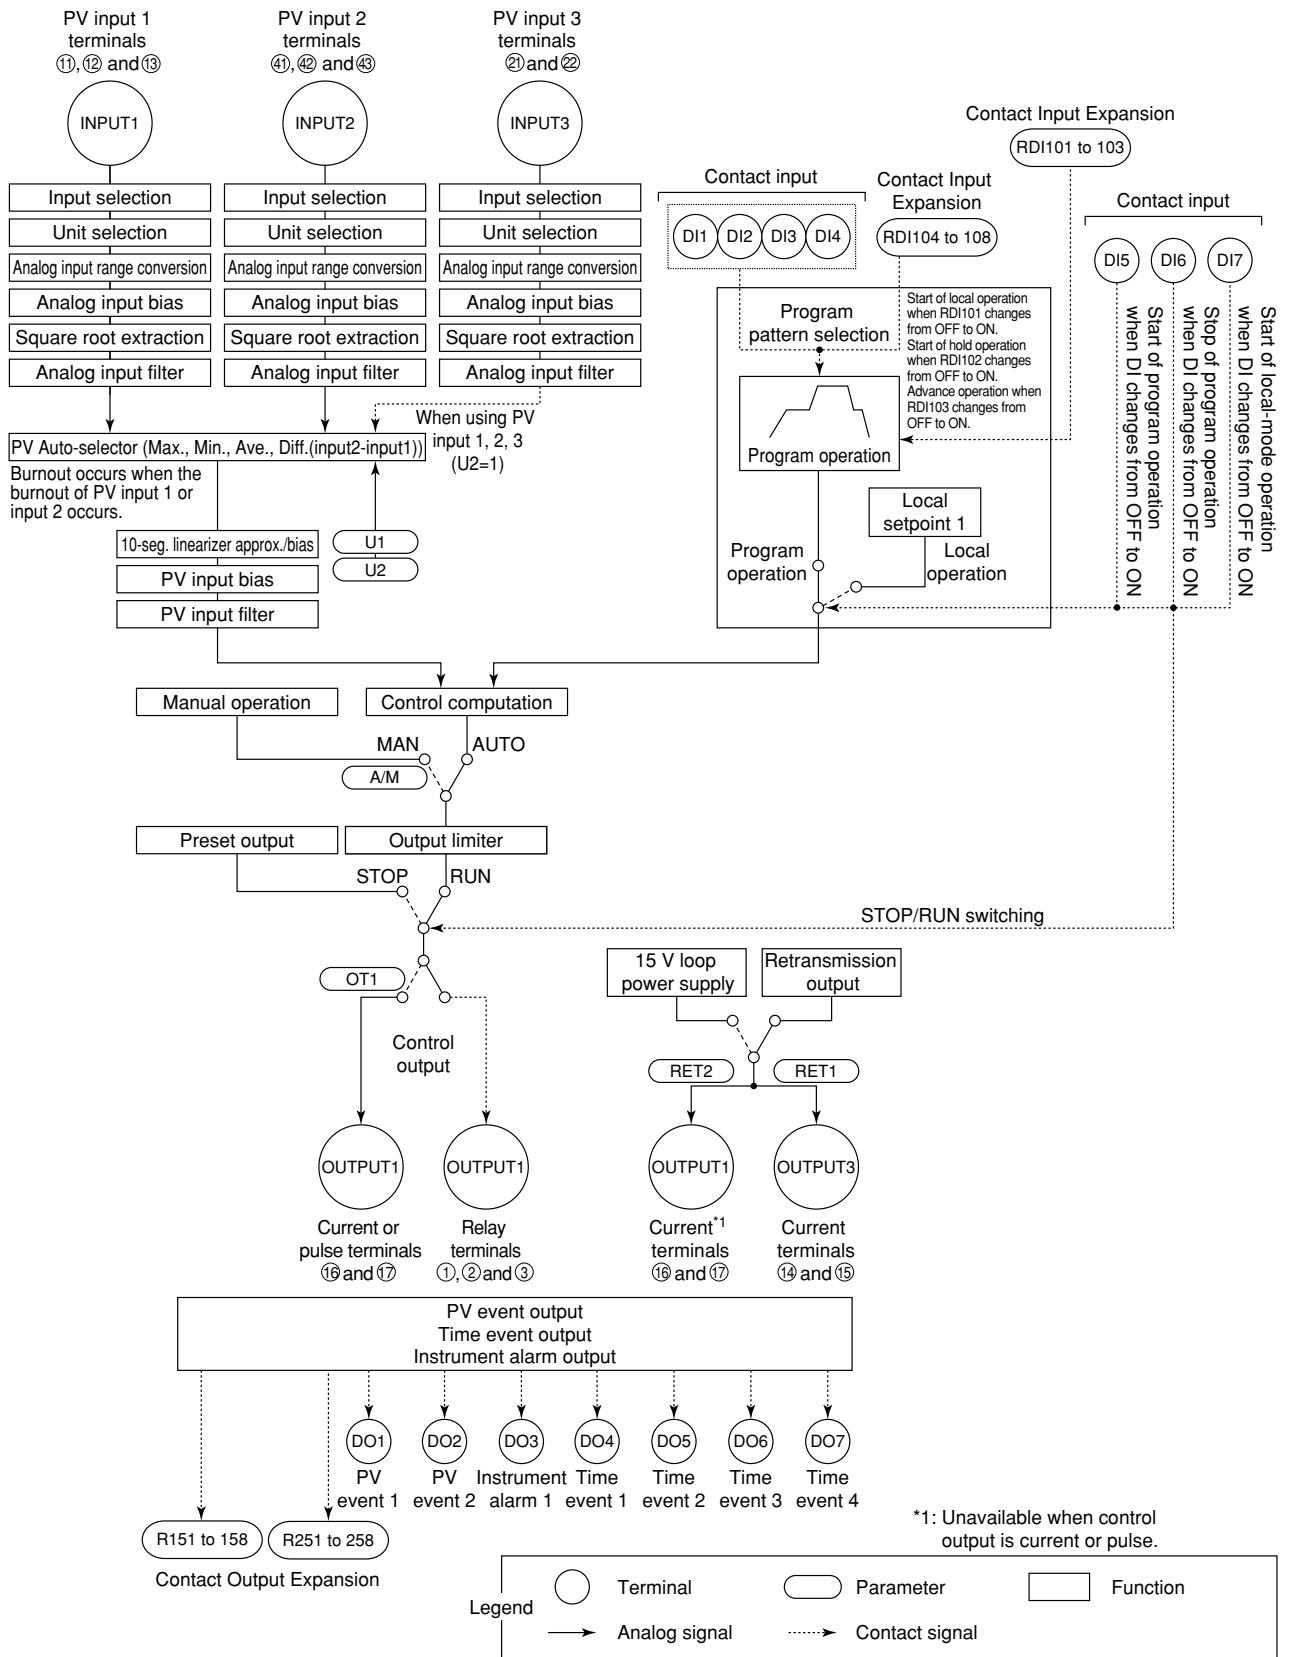 PV input 1
terminals
⑪, ⑫ and ⑬
INPUT1
Input selection
Unit selection
Analog input range conversion
Analog input bias
Square root extraction
Analog input filter
PV input 2
terminals
㊶, ㊷ and ㊸
INPUT2
Input selection
Unit selection
Analog input range conversion
Analog input bias
Square root extraction
Analog input filter
PV input 3
terminals
㉑ and ㉒
INPUT3
Input selection
Unit selection
Analog input range conversion
Analog input bias
Square root extraction
Analog input filter
When using PV
input 1, 2, 3
(U2=1)
PV Auto-selector (Max., Min., Ave., Diff.(input2-input1))
Burnout occurs when the
burnout of PV input 1 or
input 2 occurs.
10-seg. linearizer approx./bias
PV input bias
PV input filter
U1
U2
Contact input
DI1
DI2
DI3
DI4
Contact Input
Expansion
RDI104 to 108
Contact Input Expansion
RDI101 to 103
Contact input
DI5
DI6
DI7
Start of program operation
when DI changes from OFF to ON
Stop of program operation
when DI changes from OFF to ON
Start of local-mode operation
when DI changes from OFF to ON
Program
pattern selection
Start of local operation
when RDI101 changes
from OFF to ON.
Start of hold operation
when RDI102 changes
from OFF to ON.
Advance operation when
RDI103 changes from
OFF to ON.
Program operation
Local
setpoint 1
Program
operation
Local
operation
Manual operation
Control computation
MAN
AUTO
A/M
Preset output
Output limiter
STOP
RUN
STOP/RUN switching
OT1
Control
output
15 V loop
power supply
Retransmission
output
RET2
RET1
OUTPUT1
OUTPUT1
OUTPUT1
OUTPUT3
Current or
pulse terminals
⑯ and ⑰
Relay
terminals
①, ② and ③
Current*1
terminals
⑯ and ⑰
Current
terminals
⑭ and ⑮
PV event output
Time event output
Instrument alarm output
DO1
DO2
DO3
DO4
DO5
DO6
DO7
PV
event 1
PV
event 2
Instrument
alarm 1
Time
event 1
Time
event 2
Time
event 3
Time
event 4
R151 to 158
R251 to 258
Contact Output Expansion
*1: Unavailable when control
output is current or pulse.
Legend
Terminal
Parameter
Function
Analog signal
Contact signal